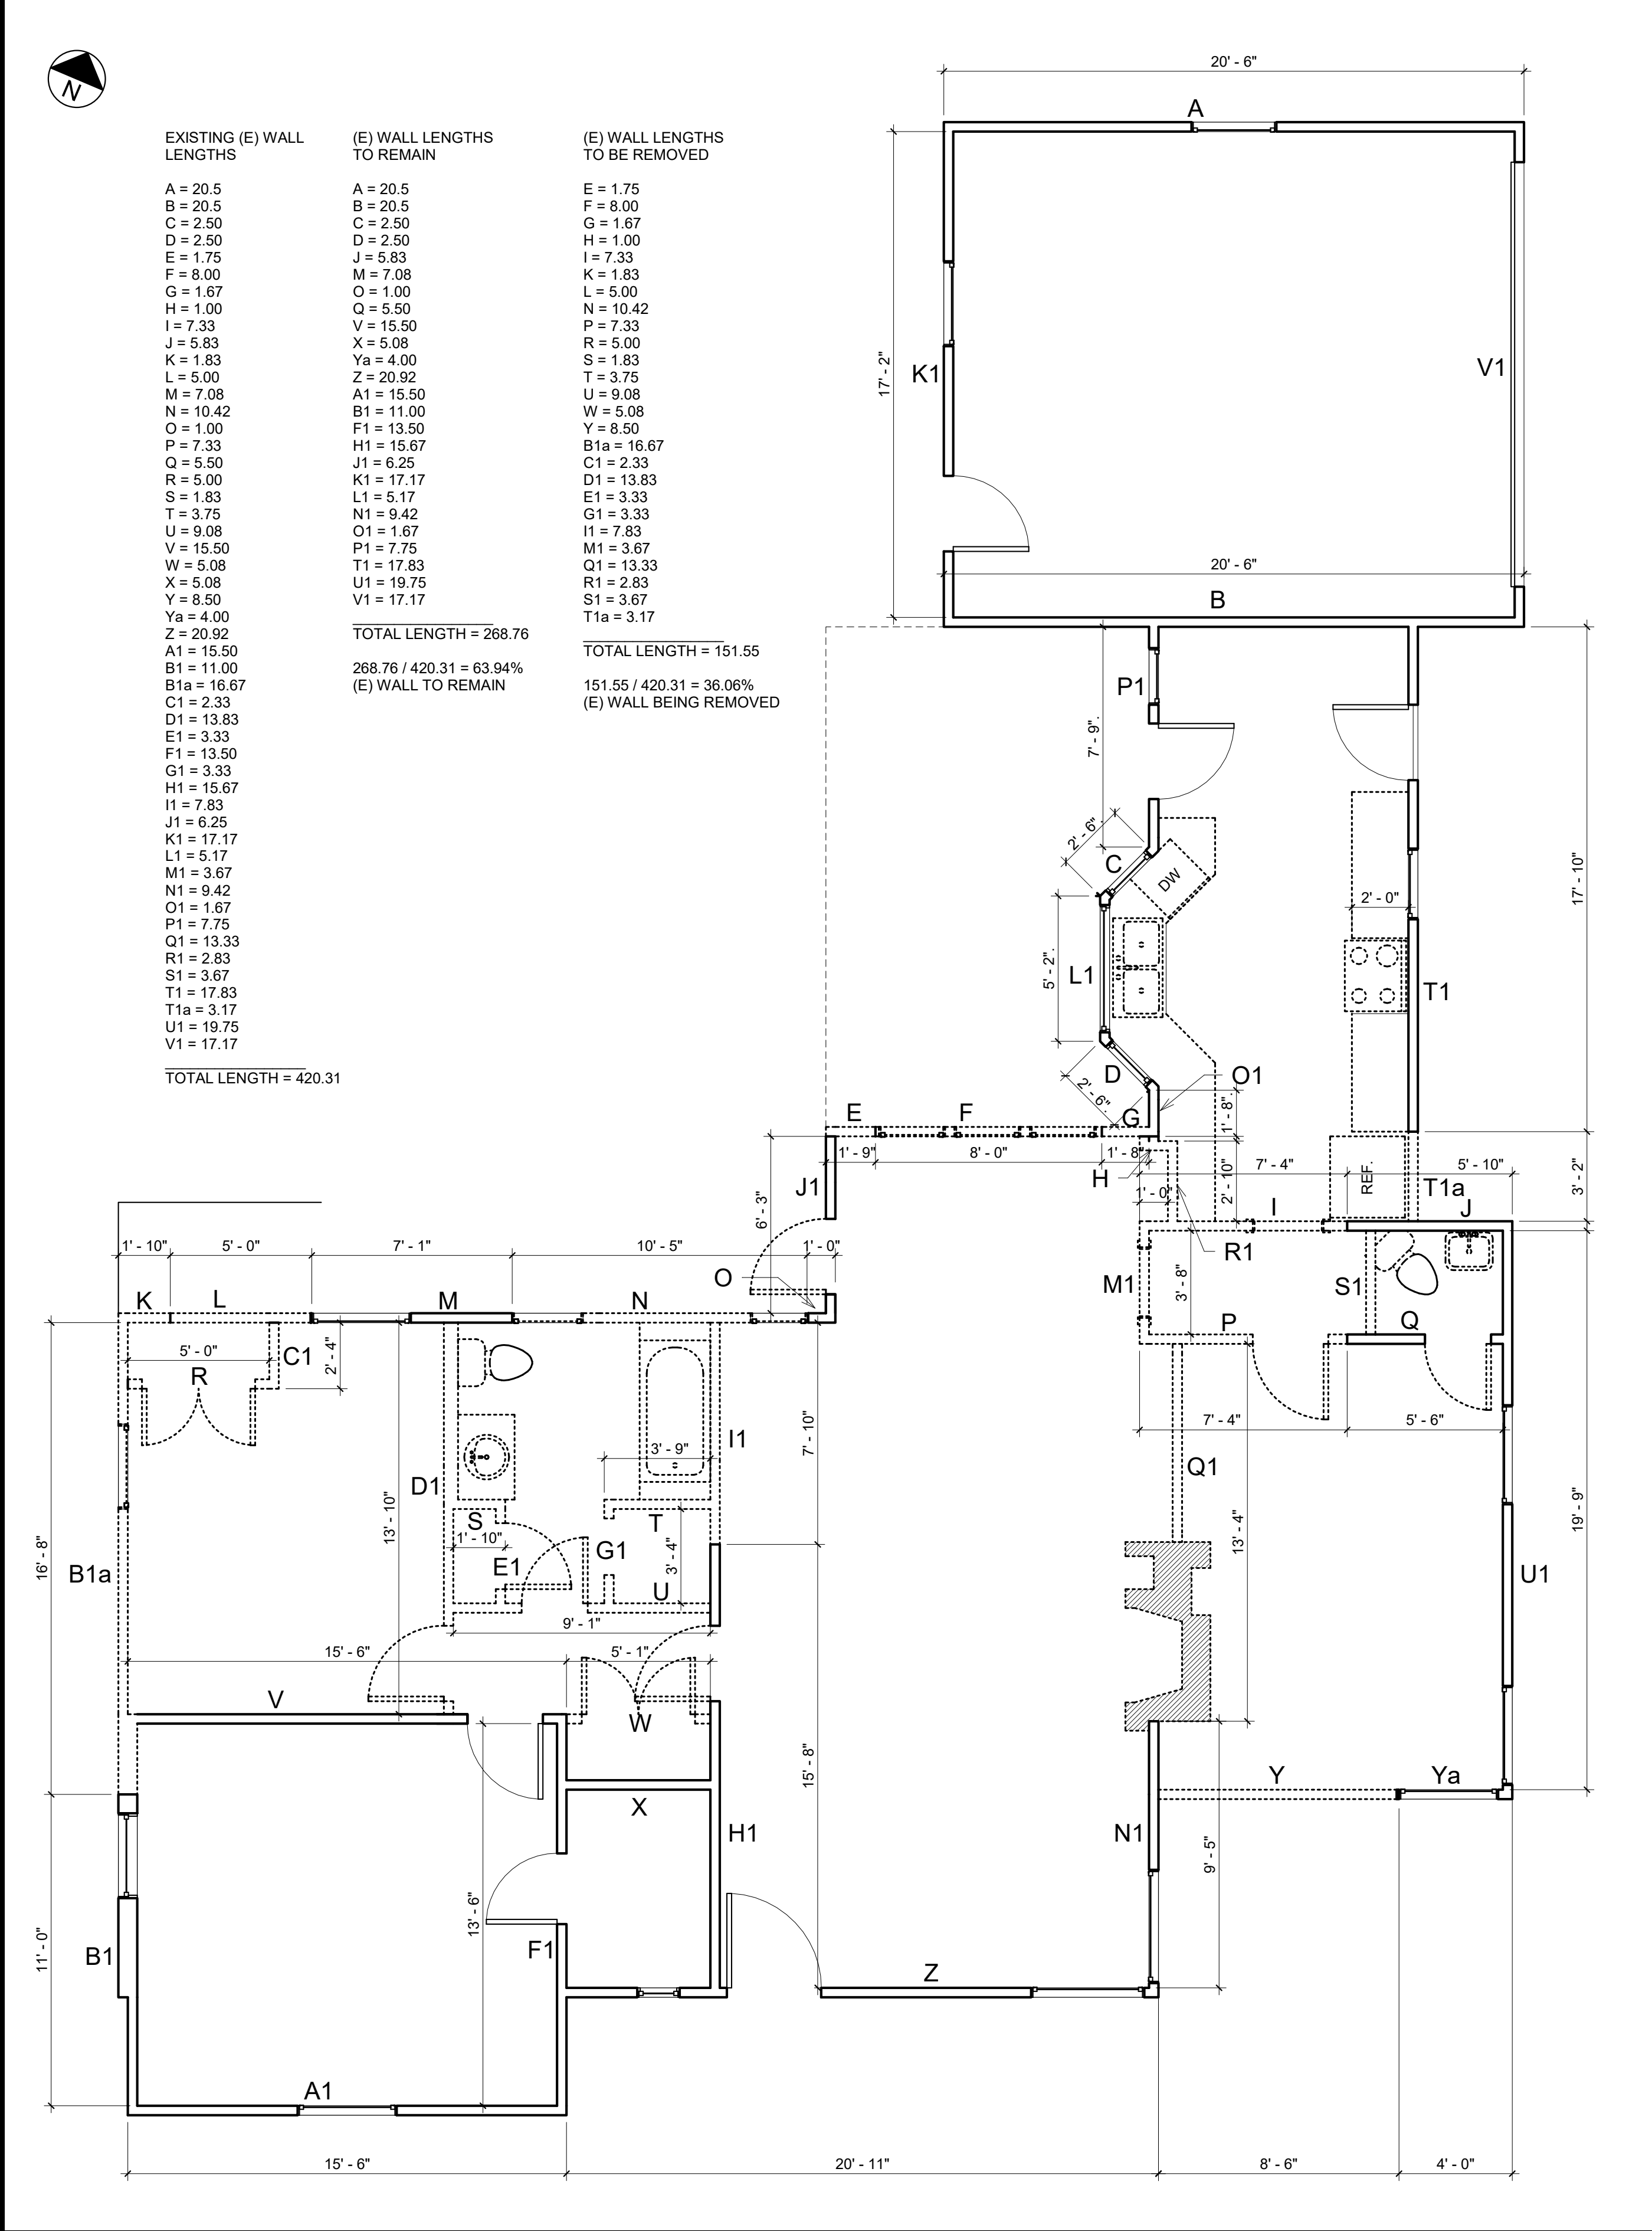 N
EXISTING (E) WALL
LENGTHS
A = 20.5
B = 20.5
C = 2.50
D = 2.50
E = 1.75
F = 8.00
G = 1.67
H = 1.00
I = 7.33
J = 5.83
K = 1.83
L = 5.00
M = 7.08
N = 10.42
O = 1.00
P = 7.33
Q = 5.50
R = 5.00
S = 1.83
T = 3.75
U = 9.08
V = 15.50
W = 5.08
X = 5.08
Y = 8.50
Ya = 4.00
Z = 20.92
A1 = 15.50
B1 = 11.00
B1a = 16.67
C1 = 2.33
D1 = 13.83
E1 = 3.33
F1 = 13.50
G1 = 3.33
H1 = 15.67
I1 = 7.83
J1 = 6.25
K1 = 17.17
L1 = 5.17
M1 = 3.67
N1 = 9.42
O1 = 1.67
P1 = 7.75
Q1 = 13.33
R1 = 2.83
S1 = 3.67
T1 = 17.83
T1a = 3.17
U1 = 19.75
V1 = 17.17
TOTAL LENGTH = 420.31
(E) WALL LENGTHS
TO REMAIN
A = 20.5
B = 20.5
C = 2.50
D = 2.50
J = 5.83
M = 7.08
O = 1.00
Q = 5.50
V = 15.50
X = 5.08
Ya = 4.00
Z = 20.92
A1 = 15.50
B1 = 11.00
F1 = 13.50
H1 = 15.67
J1 = 6.25
K1 = 17.17
L1 = 5.17
N1 = 9.42
O1 = 1.67
P1 = 7.75
T1 = 17.83
U1 = 19.75
V1 = 17.17
TOTAL LENGTH = 268.76
268.76 / 420.31 = 63.94%
(E) WALL TO REMAIN
(E) WALL LENGTHS
TO BE REMOVED
E = 1.75
F = 8.00
G = 1.67
H = 1.00
I = 7.33
K = 1.83
L = 5.00
N = 10.42
P = 7.33
R = 5.00
S = 1.83
T = 3.75
U = 9.08
W = 5.08
Y = 8.50
B1a = 16.67
C1 = 2.33
D1 = 13.83
E1 = 3.33
G1 = 3.33
I1 = 7.83
M1 = 3.67
Q1 = 13.33
R1 = 2.83
S1 = 3.67
T1a = 3.17
TOTAL LENGTH = 151.55
151.55 / 420.31 = 36.06%
(E) WALL BEING REMOVED
20' - 6"
A
17' - 2"
K1
V1
20' - 6"
B
P1
7' - 9".
2' - 6".
C
DW
17' - 10"
2' - 0"
5' - 2".
L1
T1
D
2' - 6".
O1
E
F
G
1' - 8".
1' - 9"
8' - 0"
1' - 8"
H
7' - 4"
5' - 10"
REF.
3' - 2"
J1
6' - 3"
1' - 0"
2' - 10"
T1a
I
J
R1
1' - 10"
5' - 0"
7' - 1"
10' - 5"
1' - 0"
O
M1
3' - 8"
S1
K
L
M
N
P
Q
5' - 0"
R
C1
2' - 4"
7' - 4"
5' - 6"
7' - 10"
3' - 9"
I1
Q1
D1
13' - 10"
S
1' - 10"
T
13' - 4"
19' - 9"
16' - 8"
B1a
E1
G1
3' - 4"
U
U1
9' - 1"
15' - 6"
5' - 1"
V
W
15' - 8"
Y
Ya
X
H1
N1
9' - 5"
13' - 6"
F1
11' - 0"
B1
Z
A1
15' - 6"
20' - 11"
8' - 6"
4' - 0"